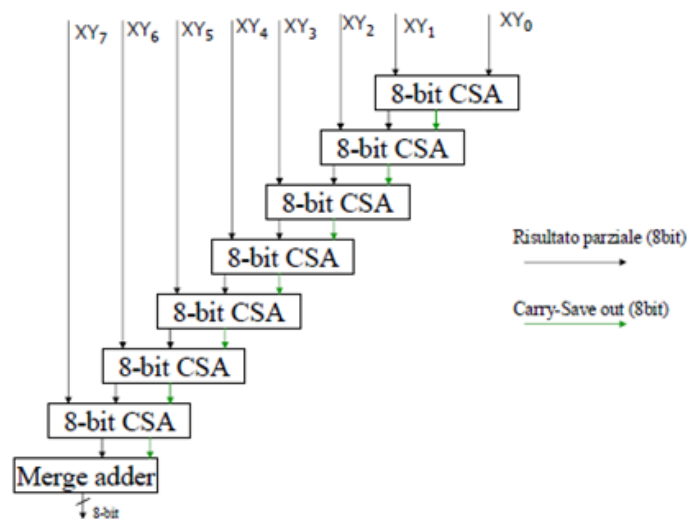 XY₇ XY₆ XY₅ XY₄ XY₃ XY₂ XY₁ XY₀
8-bit CSA
8-bit CSA
8-bit CSA
8-bit CSA
8-bit CSA
8-bit CSA
8-bit CSA
Merge adder
8-bit
Risultato parziale (8bit)
Carry-Save out (8bit)